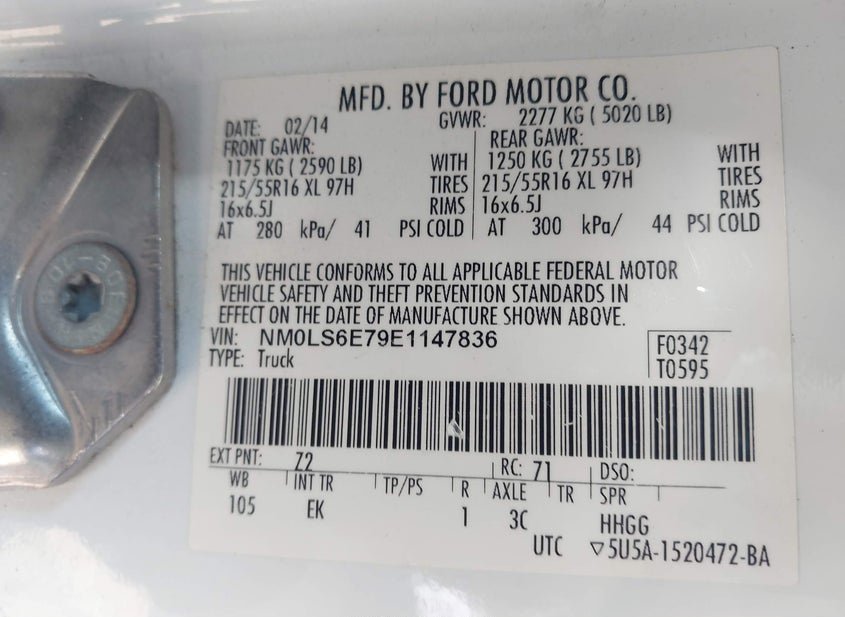 MFD. BY FORD MOTOR CO.
DATE: 02/14 GVWR: 2277 KG ( 5020 LB)
FRONT GAWR: REAR GAWR:
1175 KG ( 2590 LB) WITH 1250 KG ( 2755 LB) WITH
215/55R16 XL 97H TIRES 215/55R16 XL 97H TIRES
16x6.5J RIMS 16x6.5J RIMS
AT 280 kPa/ 41 PSI COLD AT 300 kPa/ 44 PSI COLD
THIS VEHICLE CONFORMS TO ALL APPLICABLE FEDERAL MOTOR
VEHICLE SAFETY AND THEFT PREVENTION STANDARDS IN
EFFECT ON THE DATE OF MANUFACTURE SHOWN ABOVE.
VIN: NM0LS6E79E1147836
TYPE: Truck
F0342
T0595
EXT PNT: Z2 RC: 71 DSO:
WB INT TR TP/PS R AXLE TR SPR
105 EK 1 3C HHGG
UTC ▽5U5A-1520472-BA